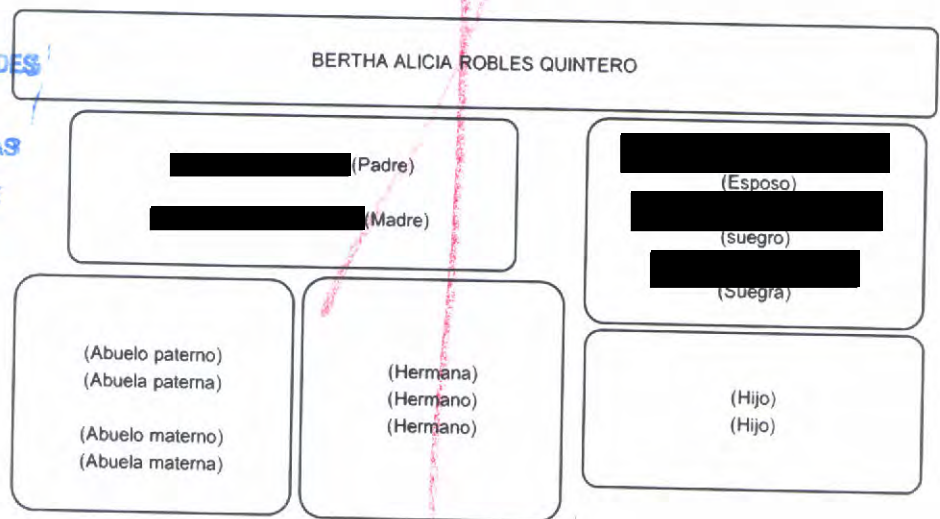 BERTHA ALICIA ROBLES QUINTERO
(Padre)
(Madre)
(Esposo)
(suegro)
(Suegra)
(Abuelo paterno)
(Abuela paterna)
(Abuelo materno)
(Abuela materna)
(Hermana)
(Hermano)
(Hermano)
(Hijo)
(Hijo)